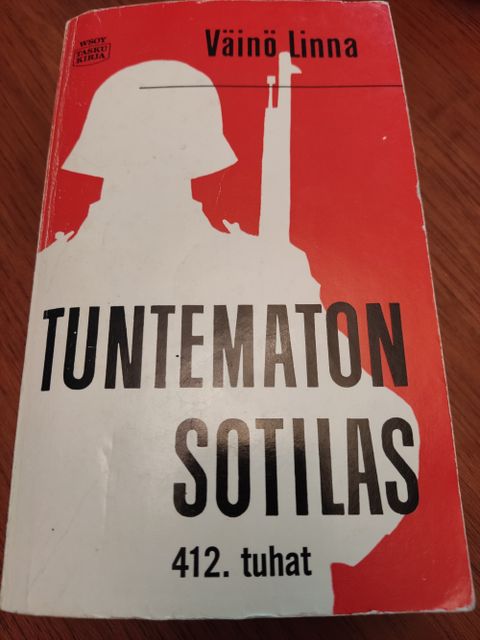 WSOY
TASKU
KIRJA
Väinö Linna
TUNTEMATON
SOTILAS
412. tuhat